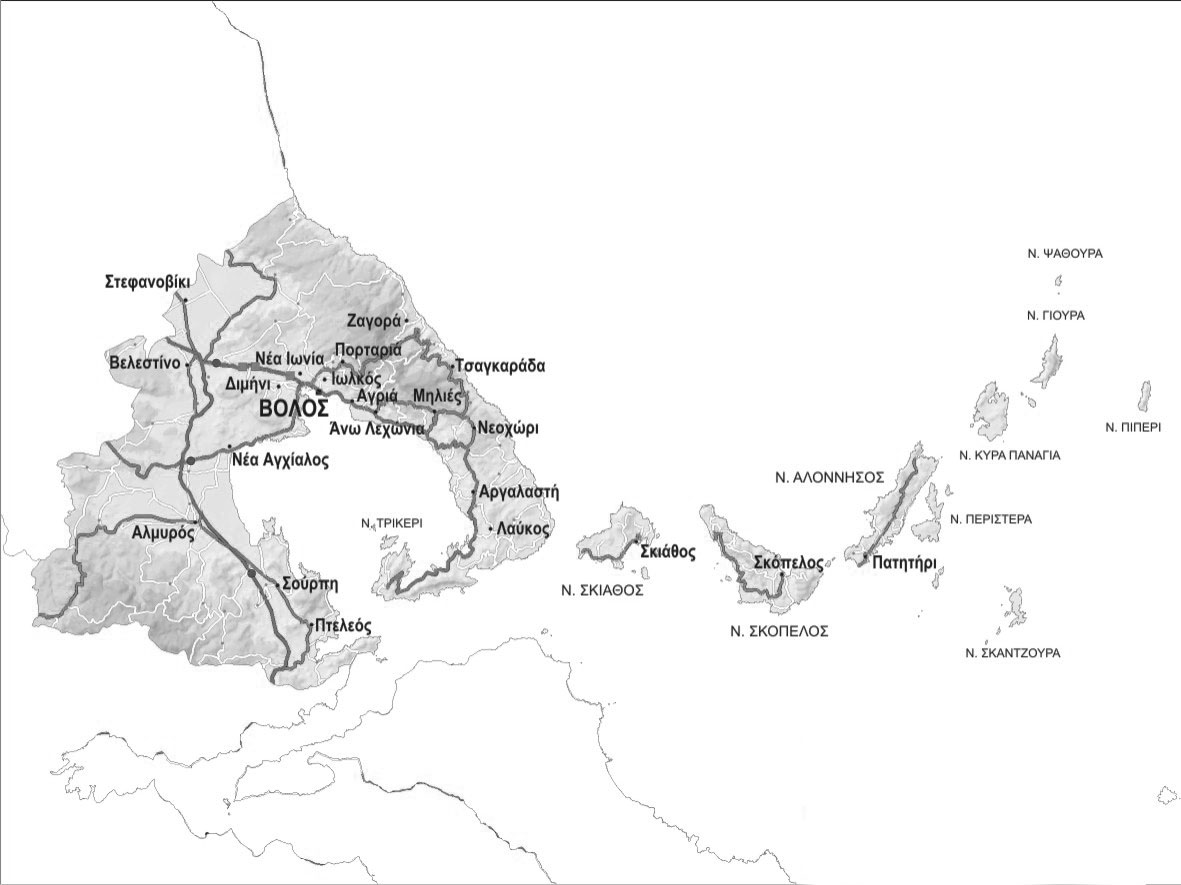 Ν. ΨΑΘΟΥΡΑ
Στεφανοβίκι
Ν. ΓΙΟΥΡΑ
Ζαγορά
Πορταριά
Νέα Ιωνία
Βελεστίνο
Τσαγκαράδα
Ιωλκός
Διμήνι
Αγριά
Μηλιές
ΒΟΛΟΣ
Άνω Λεχώνια
Νεοχώρι
Ν. ΠΙΠΕΡΙ
Ν. ΚΥΡΑ ΠΑΝΑΓΙΑ
Νέα Αγχίαλος
Ν. ΑΛΟΝΝΗΣΟΣ
Αργαλαστή
Ν. ΠΕΡΙΣΤΕΡΑ
Ν. ΤΡΙΚΕΡΙ
Λαύκος
Αλμυρός
Σκιάθος
Σκόπελος
Πατητήρι
Σούρπη
Ν. ΣΚΙΑΘΟΣ
Πτελεός
Ν. ΣΚΟΠΕΛΟΣ
Ν. ΣΚΑΝΤΖΟΥΡΑ